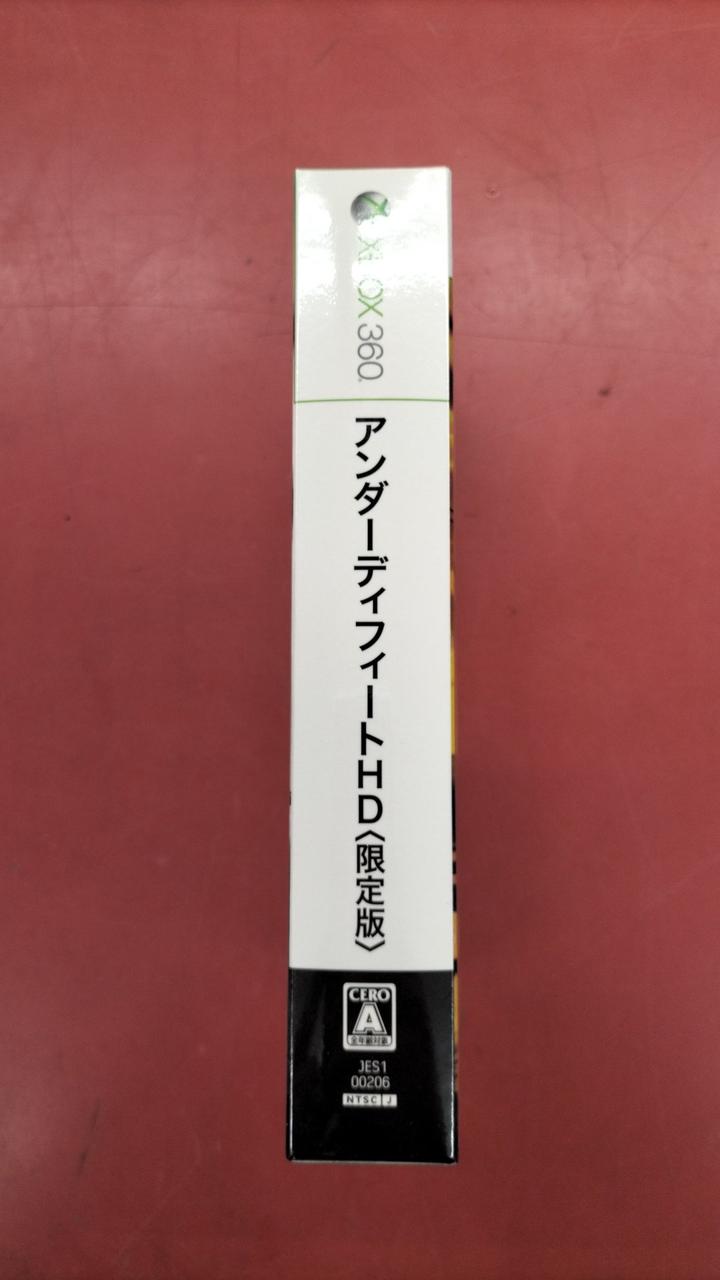 XBOX 360
アンダーディフィートHD〈限定版〉
CERO
A
全年齢対象
JES1
00206
NTSC J